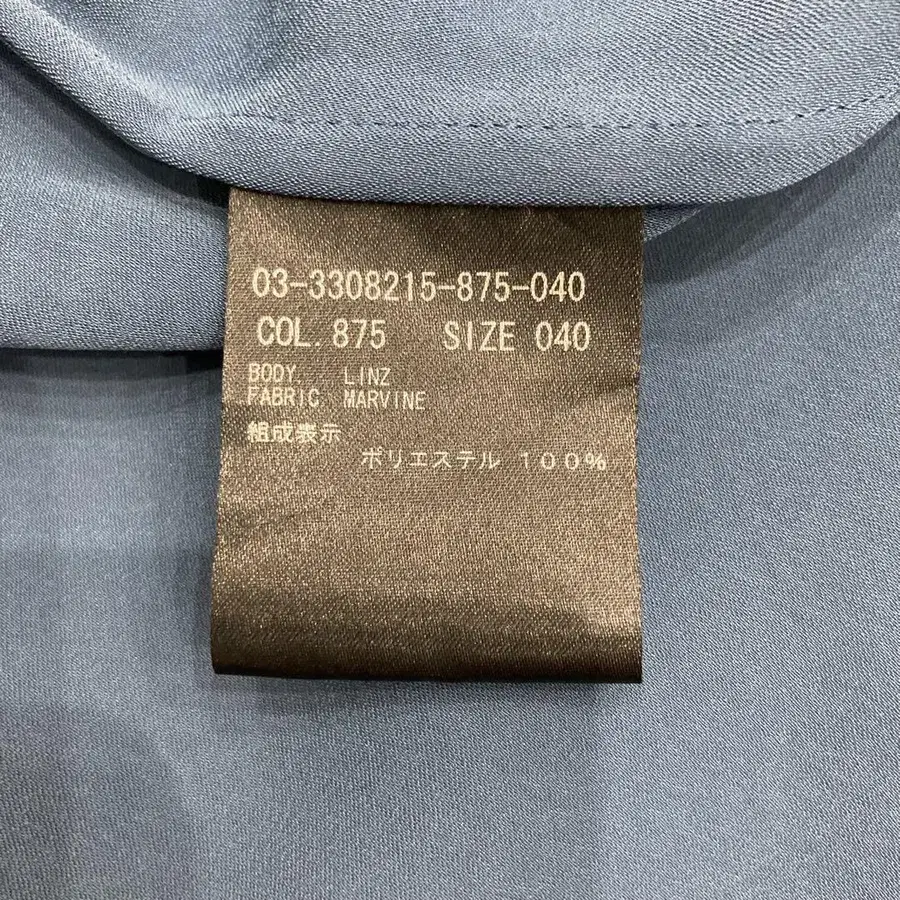 03-3308215-875-040
COL. 875 SIZE 040
BODY. LINZ
FABRIC MARVINE
組成表示
ポリエステル 100%